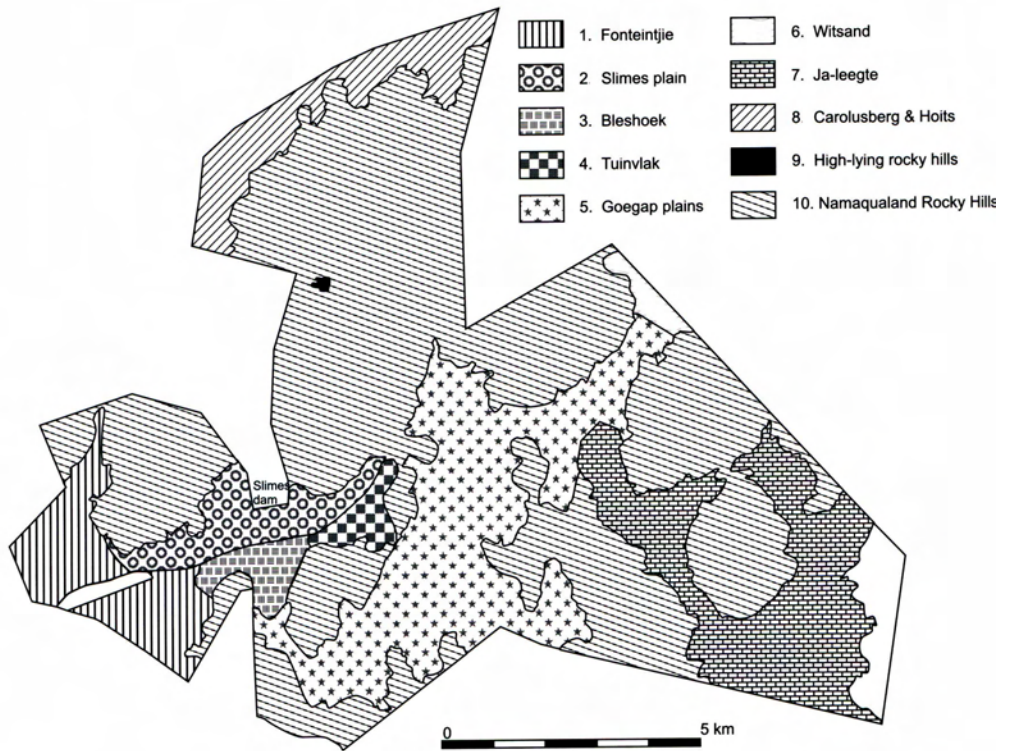 1. Fonteintjie
2 Slimes plain
3. Bleshoek
4. Tuinvlak
5. Goegap plains
6. Witsand
7. Ja-leegte
8 Carolusberg & Hoits
9. High-lying rocky hills
10. Namaqualand Rocky Hills
Slimes
dam
0 5 km